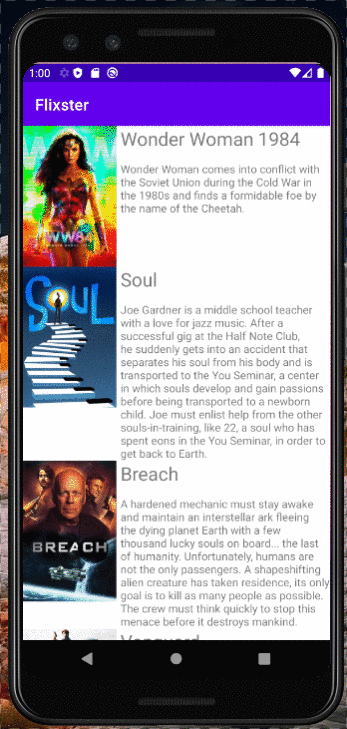 1:00
Flixster
Wonder Woman 1984
Wonder Woman comes into conflict with
the Soviet Union during the Cold War in
the 1980s and finds a formidable foe by
the name of the Cheetah.
WW84
Soul
SOUL
Joe Gardner is a middle school teacher
with a love for jazz music. After a
successful gig at the Half Note Club,
he suddenly gets into an accident that
separates his soul from his body and is
transported to the You Seminar, a center
in which souls develop and gain passions
before being transported to a newborn
child. Joe must enlist help from the other
souls-in-training, like 22, a soul who has
spent eons in the You Seminar, in order to
get back to Earth.
Breach
BREACH
A hardened mechanic must stay awake
and maintain an interstellar ark fleeing
the dying planet Earth with a few
thousand lucky souls on board... the last
of humanity. Unfortunately, humans are
not the only passengers. A shapeshifting
alien creature has taken residence, its only
goal is to kill as many people as possible.
The crew must think quickly to stop this
menace before it destroys mankind.
Vanguard